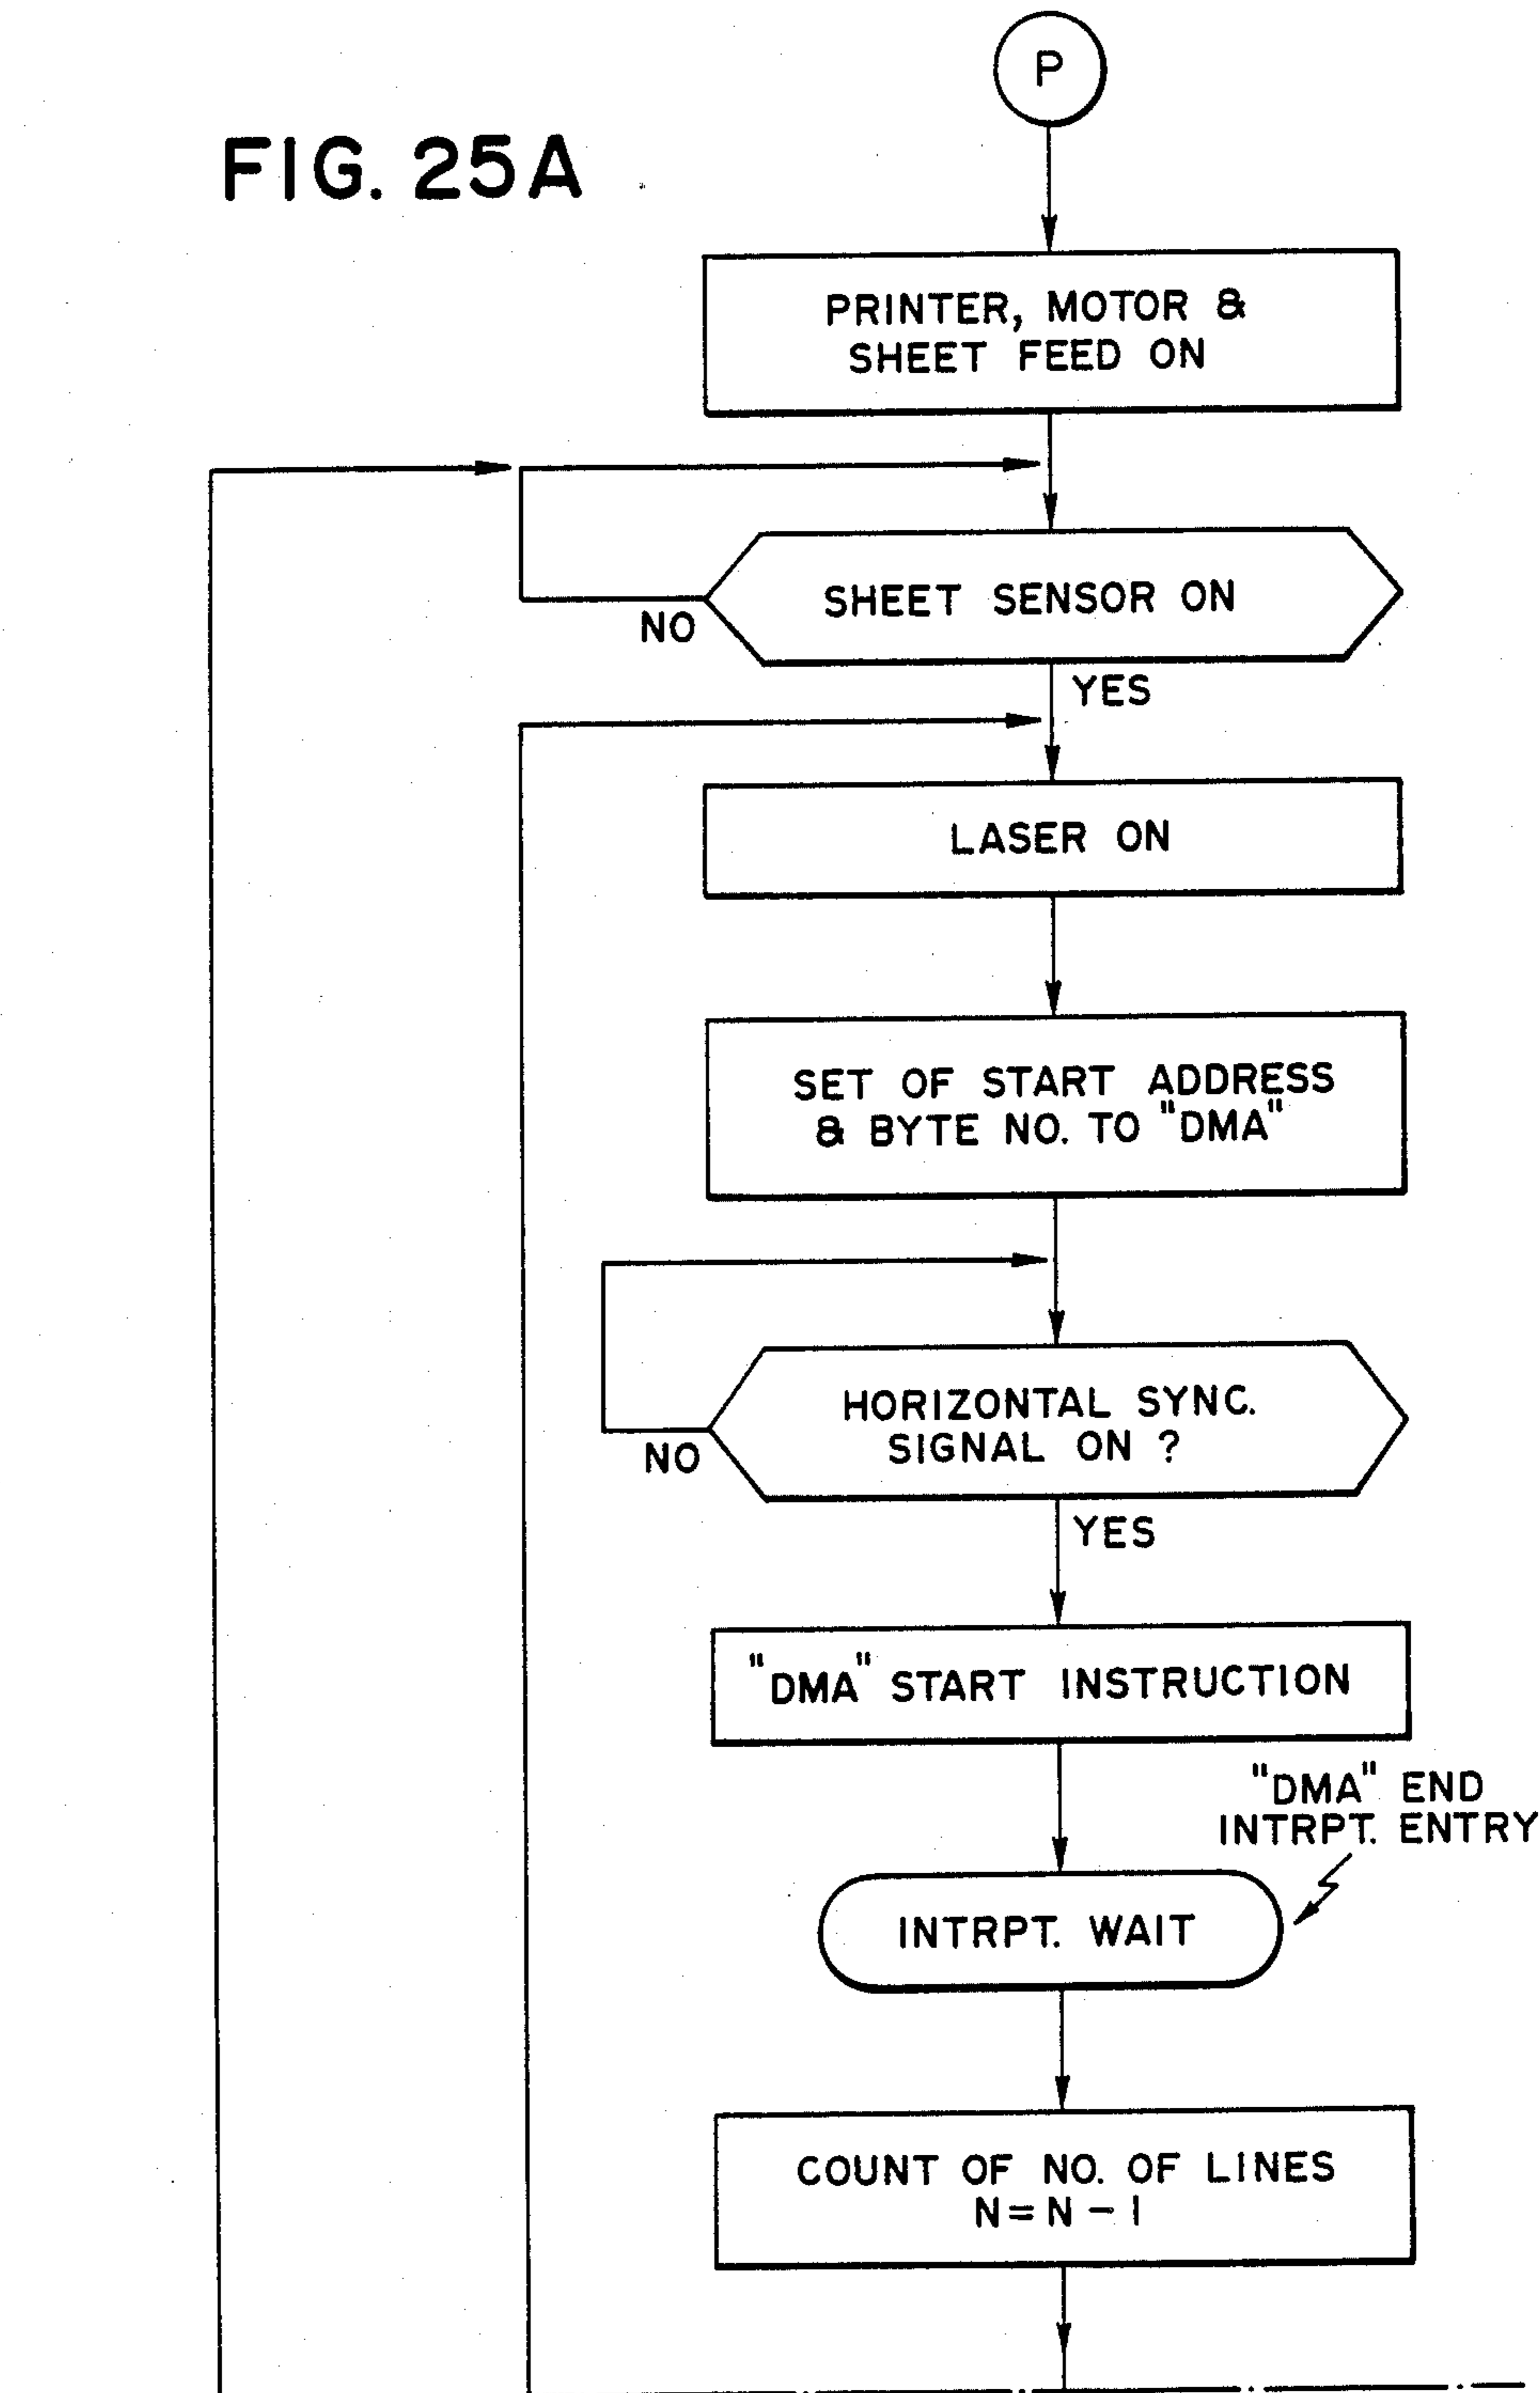 P
FIG. 25A
PRINTER, MOTOR &
SHEET FEED ON
SHEET SENSOR ON
NO
YES
LASER ON
SET OF START ADDRESS
& BYTE NO. TO "DMA"
HORIZONTAL SYNC.
SIGNAL ON ?
NO
YES
"DMA" START INSTRUCTION
"DMA" END
INTRPT. ENTRY
INTRPT. WAIT
COUNT OF NO. OF LINES
N = N - 1